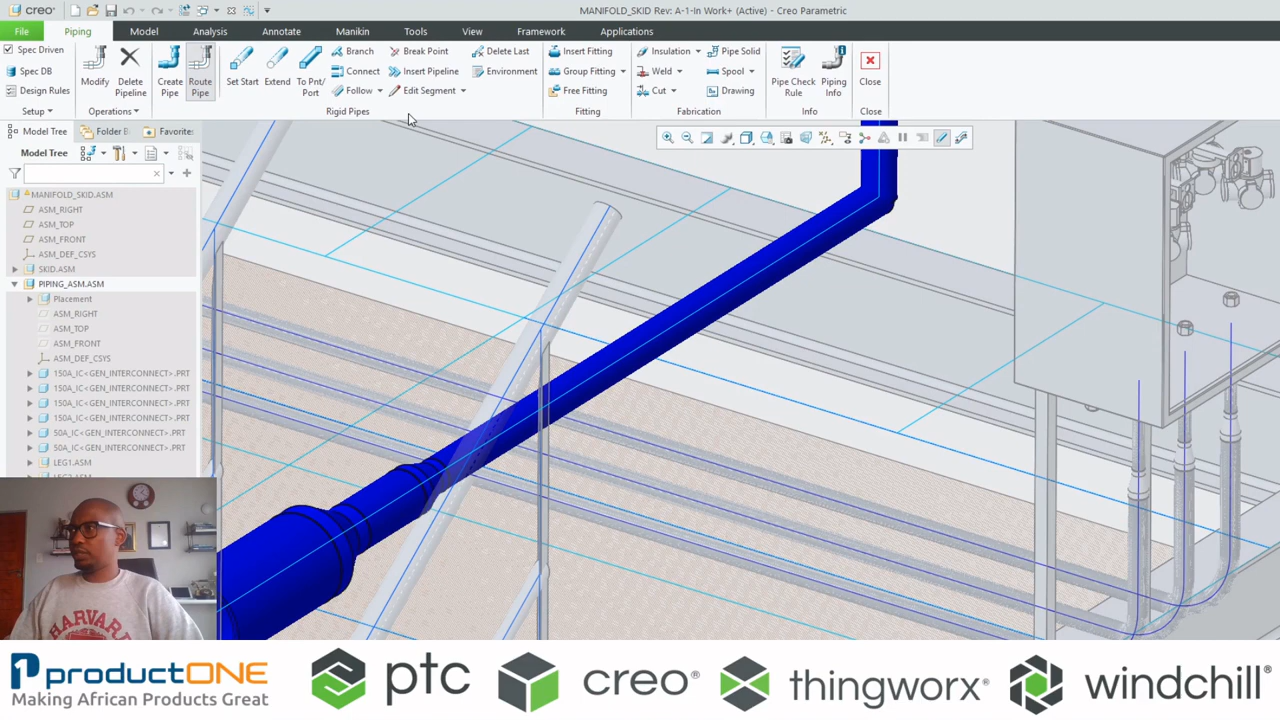 creo°
MANIFOLD_SKID Rev: A-1-In Work+ (Active) - Creo Parametric
File Piping Model Analysis Annotate Manikin Tools View Framework Applications
Spec Driven
Spec DB
Design Rules
Setup
Modify
Delete Pipeline
Operations
Create Pipe
Route Pipe
Set Start
Extend
To Pnt/ Port
Branch
Connect
Follow
Break Point
Insert Pipeline
Edit Segment
Delete Last
Environment
Rigid Pipes
Insert Fitting
Group Fitting
Free Fitting
Fitting
Insulation
Weld
Cut
Pipe Solid
Spool
Drawing
Fabrication
Pipe Check Rule
Piping Info
Info
Close
Close
Model Tree Folder B Favorite
Model Tree
MANIFOLD_SKID.ASM
ASM_RIGHT
ASM_TOP
ASM_FRONT
ASM_DEF_CSYS
SKID.ASM
PIPING_ASM.ASM
Placement
ASM_RIGHT
ASM_TOP
ASM_FRONT
ASM_DEF_CSYS
150A_IC<GEN_INTERCONNECT>.PRT
150A_IC<GEN_INTERCONNECT>.PRT
150A_IC<GEN_INTERCONNECT>.PRT
150A_IC<GEN_INTERCONNECT>.PRT
50A_IC<GEN_INTERCONNECT>.PRT
50A_IC<GEN_INTERCONNECT>.PRT
LEG1.ASM
HARVARD
productONE
Making African Products Great
ptc
creo®
thingworx®
windchill®